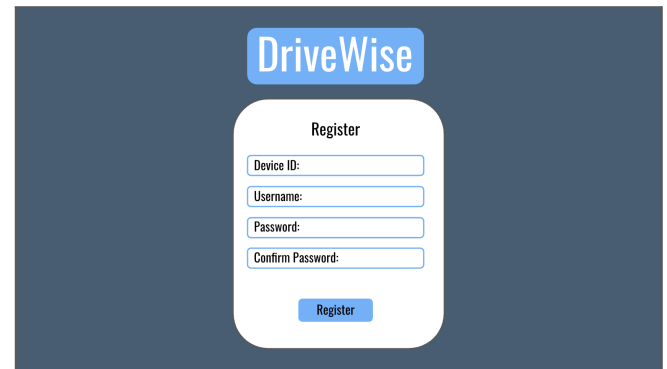 DriveWise
Register
Device ID:
Username:
Password:
Confirm Password:
Register